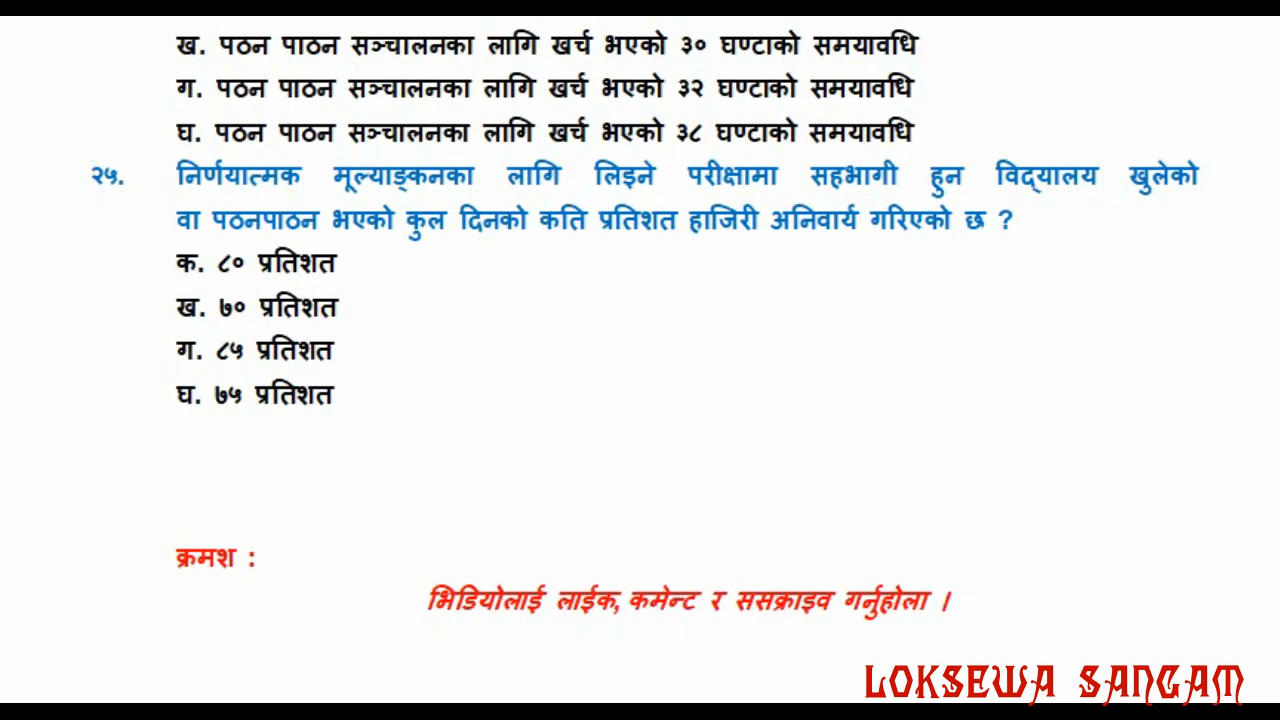 ख. पठन पाठन सञ्चालनका लागि खर्च भएको ३० घण्टाको समयावधि
ग. पठन पाठन सञ्चालनका लागि खर्च भएको ३२ घण्टाको समयावधि
घ. पठन पाठन सञ्चालनका लागि खर्च भएको ३८ घण्टाको समयावधि
२५. निर्णयात्मक मूल्याङ्कनका लागि लिइने परीक्षामा सहभागी हुन विद्यालय खुलेको
वा पठनपाठन भएको कुल दिनको कति प्रतिशत हाजिरी अनिवार्य गरिएको छ ?
क. ८० प्रतिशत
ख. ७० प्रतिशत
ग. ८५ प्रतिशत
घ. ७५ प्रतिशत
क्रमश :
भिडियोलाई लाईक, कमेन्ट र ससक्राइव गर्नुहोला ।
LOKSEWA SANGAM